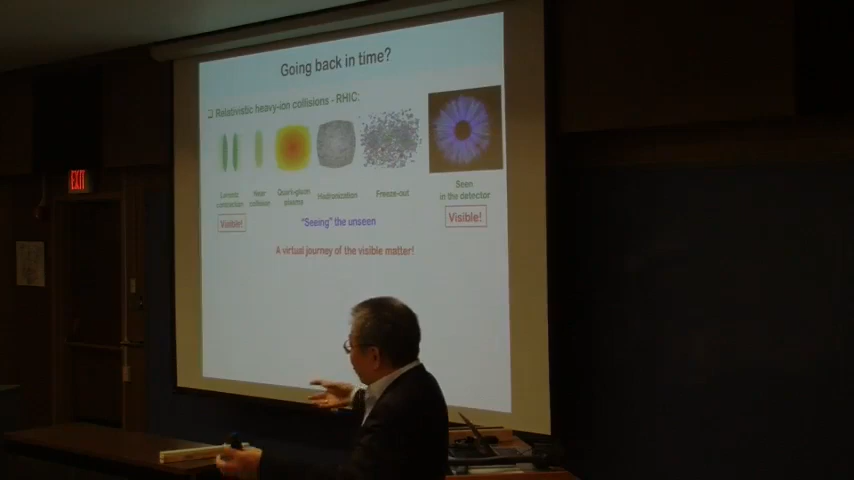 Going back in time?
❑ Relativistic heavy-ion collisions - RHIC:
Lorentz contraction
Near collision
Quark-gluon plasma
Hadronization
Freeze-out
Seen in the detector
Visible!
"Seeing" the unseen
Visible!
A virtual journey of the visible matter!
EXIT